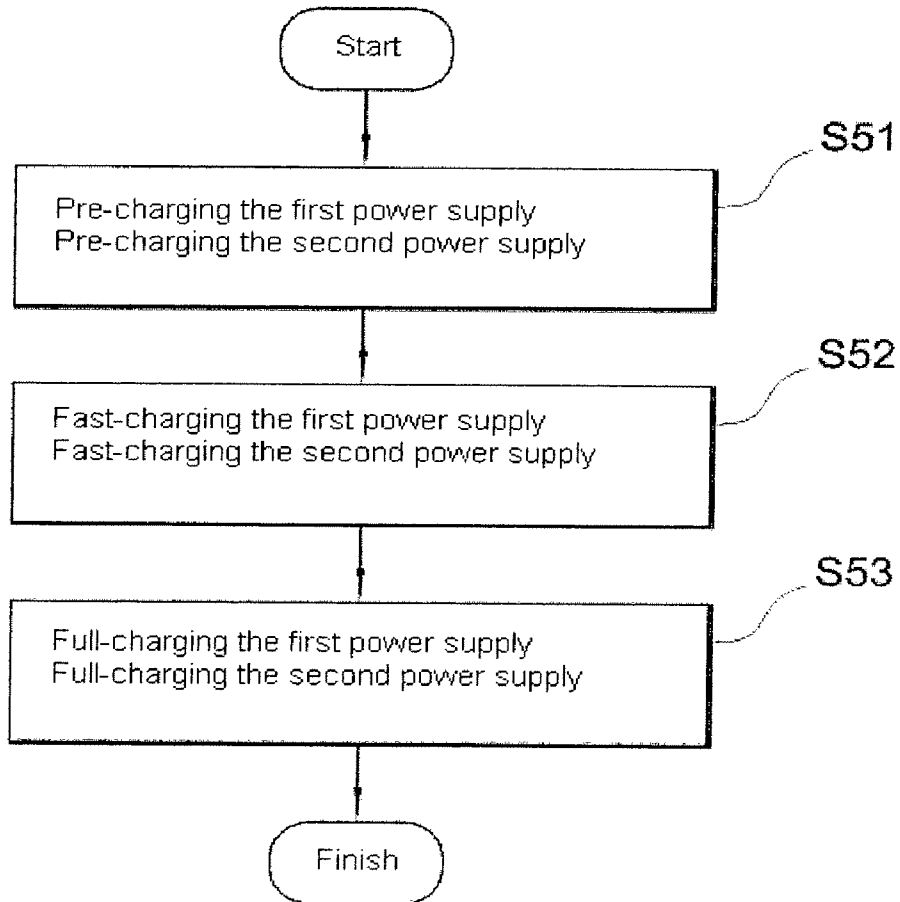 Start
S51
Pre-charging the first power supply
Pre-charging the second power supply
S52
Fast-charging the first power supply
Fast-charging the second power supply
S53
Full-charging the first power supply
Full-charging the second power supply
Finish